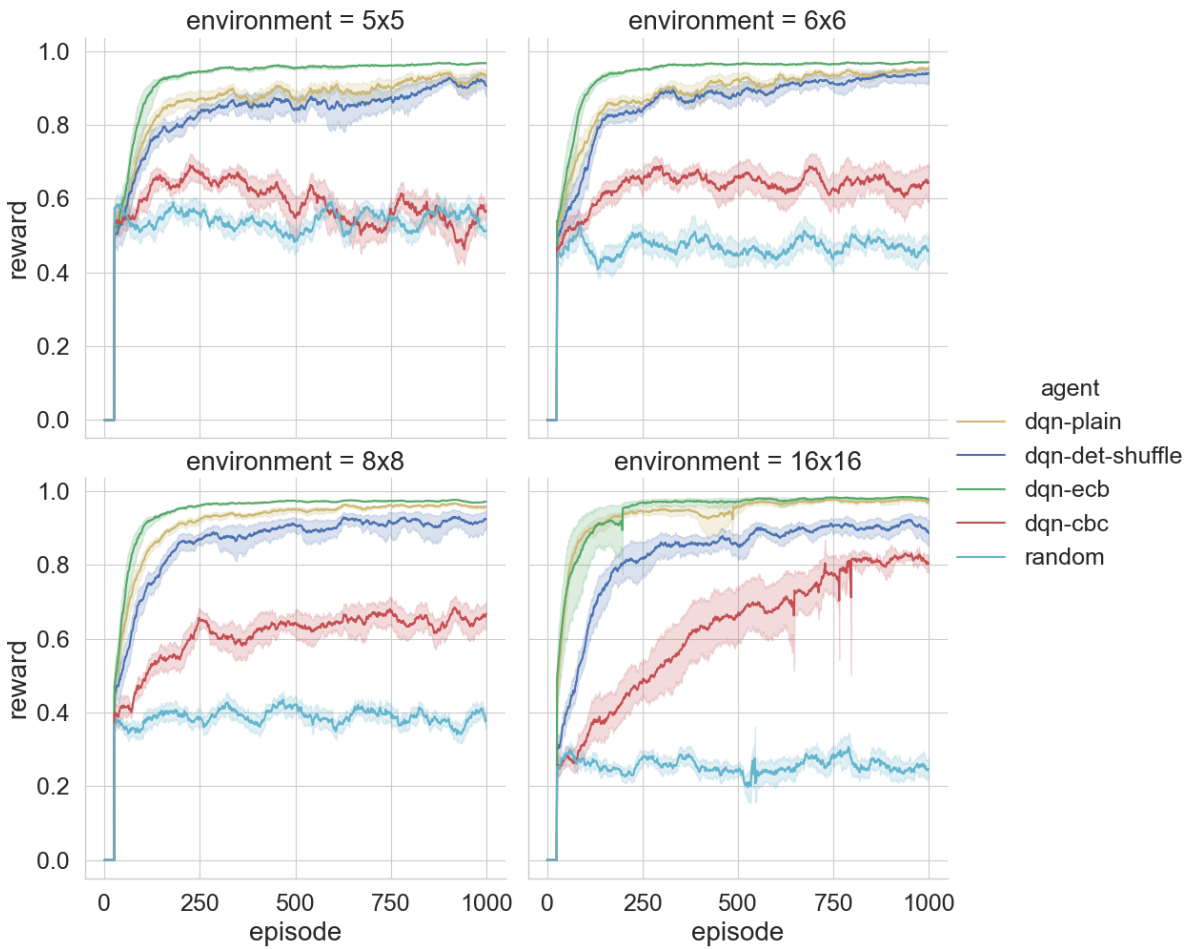 environment = 5x5
environment = 6x6
1.0
0.8
0.6
0.4
0.2
0.0
reward
agent
dqn-plain
dqn-det-shuffle
dqn-ecb
dqn-cbc
random
environment = 8x8
environment = 16x16
1.0
0.8
0.6
0.4
0.2
0.0
reward
0 250 500 750 1000
0 250 500 750 1000
episode
episode